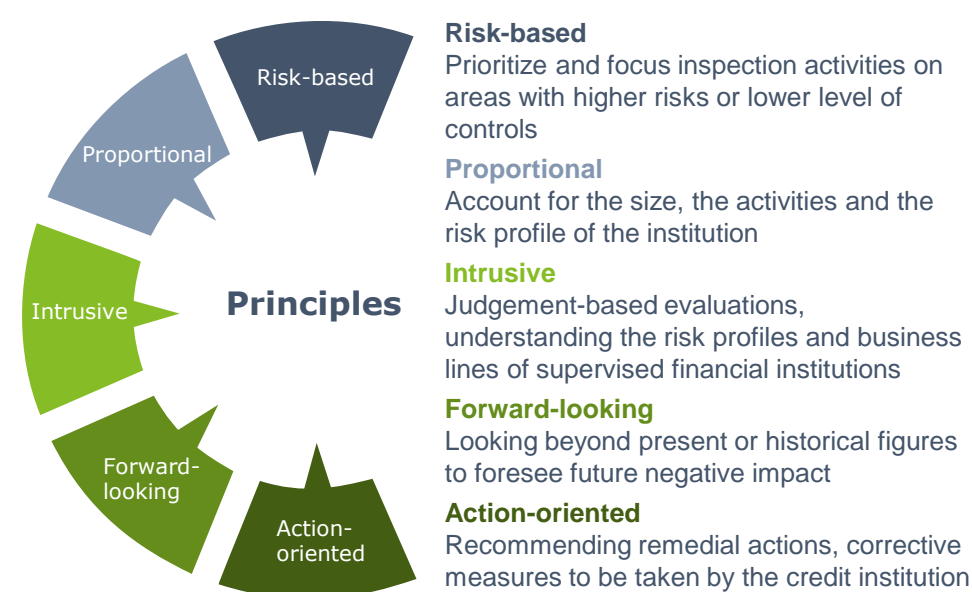 Risk-based
Proportional
Intrusive
Forward-
looking
Action-
oriented
Principles
Risk-based
Prioritize and focus inspection activities on
areas with higher risks or lower level of
controls
Proportional
Account for the size, the activities and the
risk profile of the institution
Intrusive
Judgement-based evaluations,
understanding the risk profiles and business
lines of supervised financial institutions
Forward-looking
Looking beyond present or historical figures
to foresee future negative impact
Action-oriented
Recommending remedial actions, corrective
measures to be taken by the credit institution